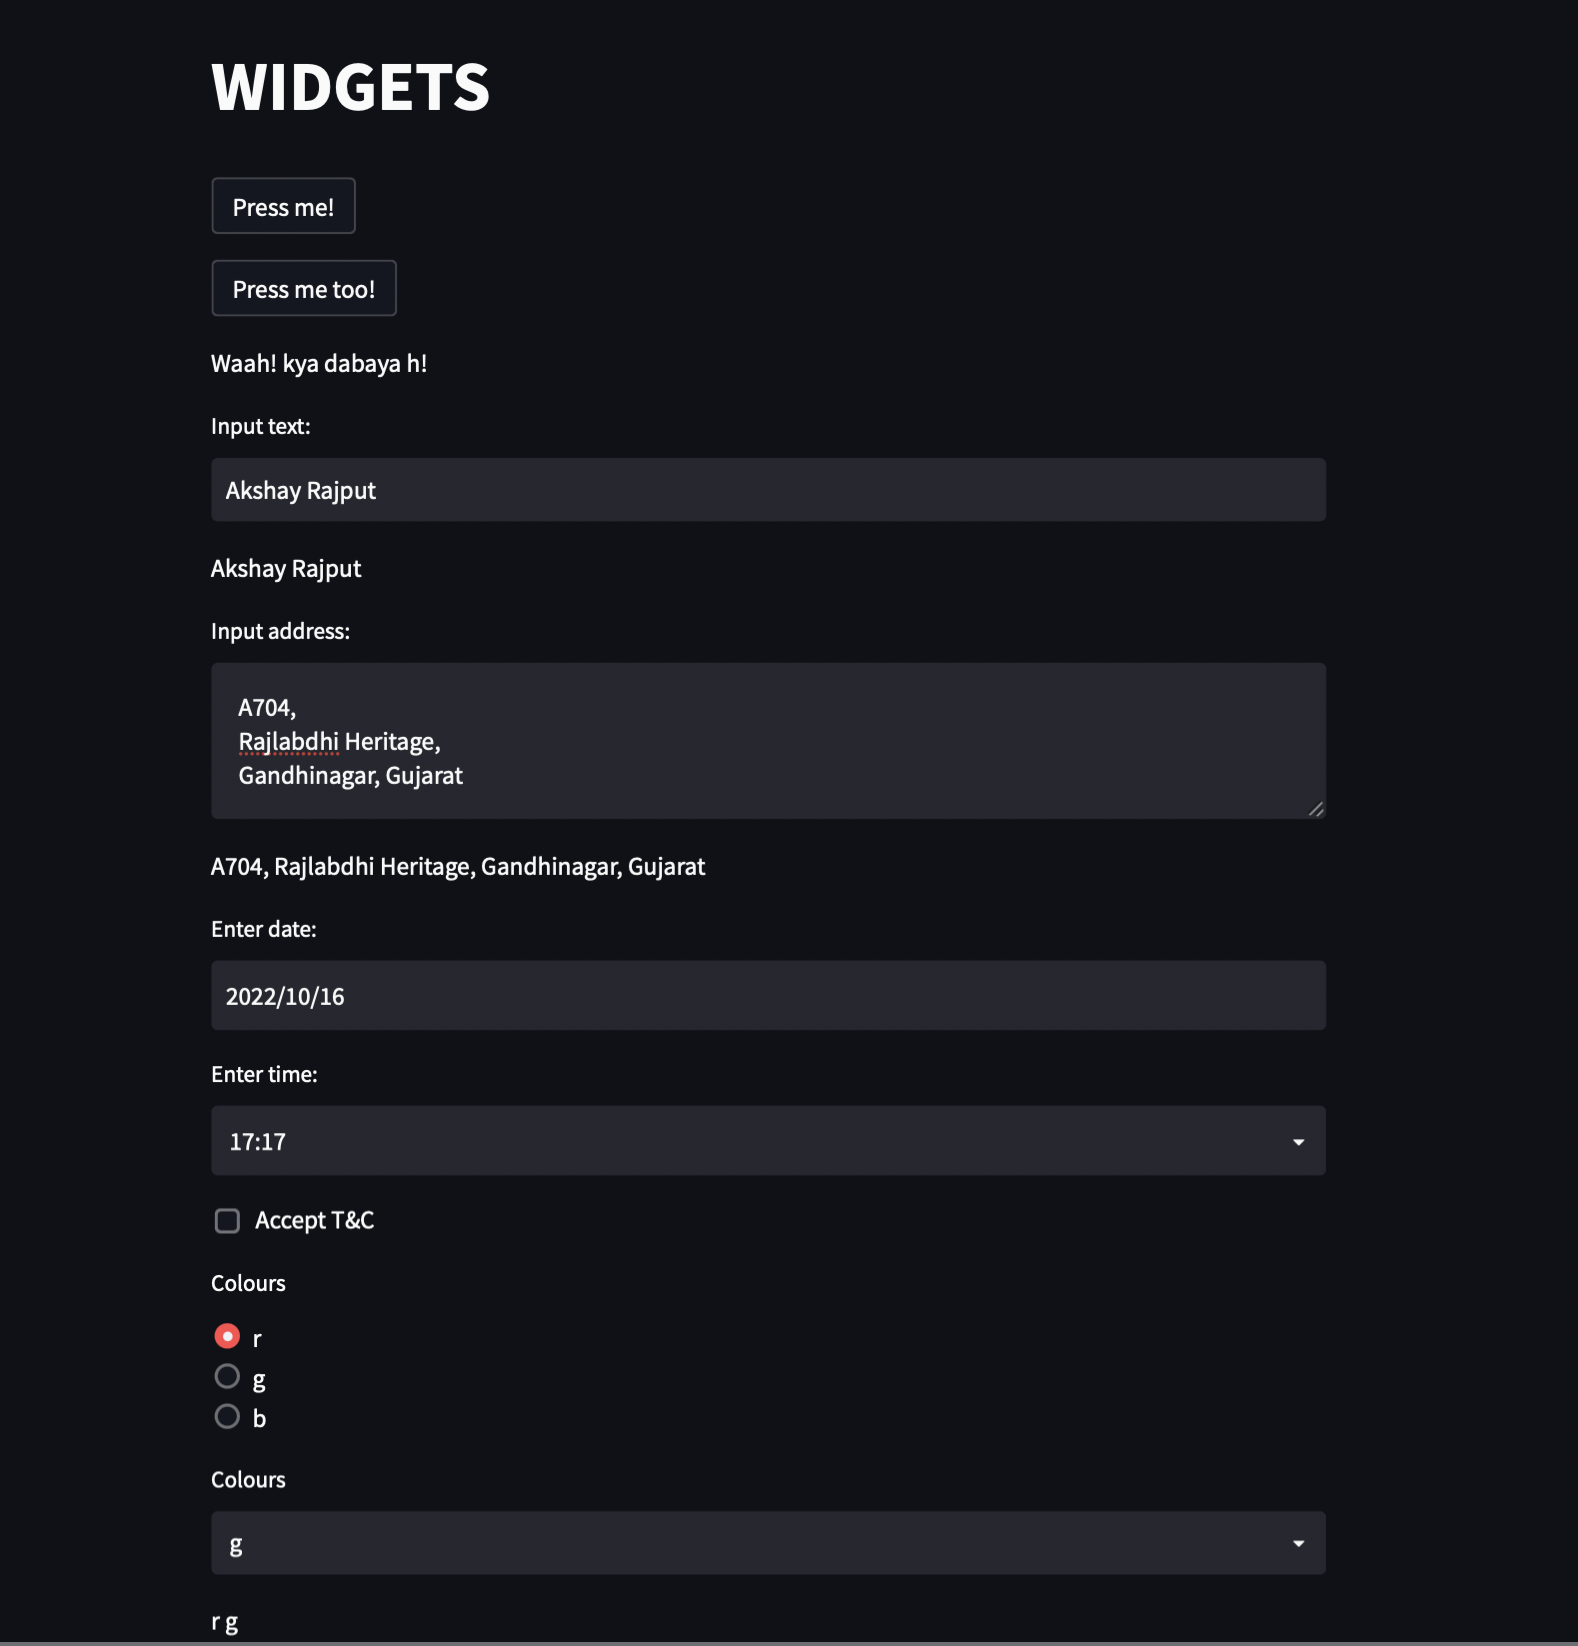 WIDGETS
Press me!
Press me too!
Waah! kya dabaya h!
Input text:
Akshay Rajput
Akshay Rajput
Input address:
A704,
Rajlabdhi Heritage,
Gandhinagar, Gujarat
A704, Rajlabdhi Heritage, Gandhinagar, Gujarat
Enter date:
2022/10/16
Enter time:
17:17
Accept T&C
Colours
r
g
b
Colours
g
r g